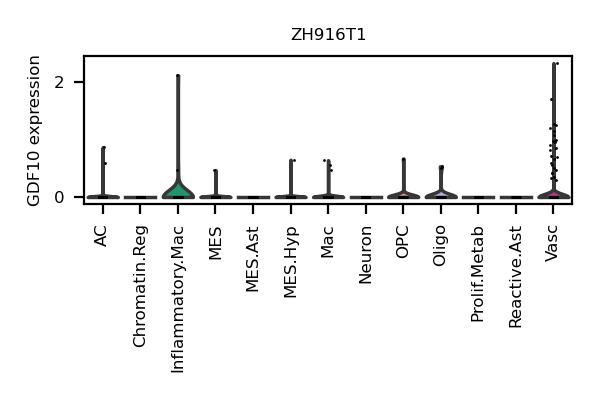 ZH916T1
GDF10 expression
2
0
AC
Chromatin.Reg
Inflammatory.Mac
MES
MES.Ast
MES.Hyp
Mac
Neuron
OPC
Oligo
Prolif.Metab
Reactive.Ast
Vasc